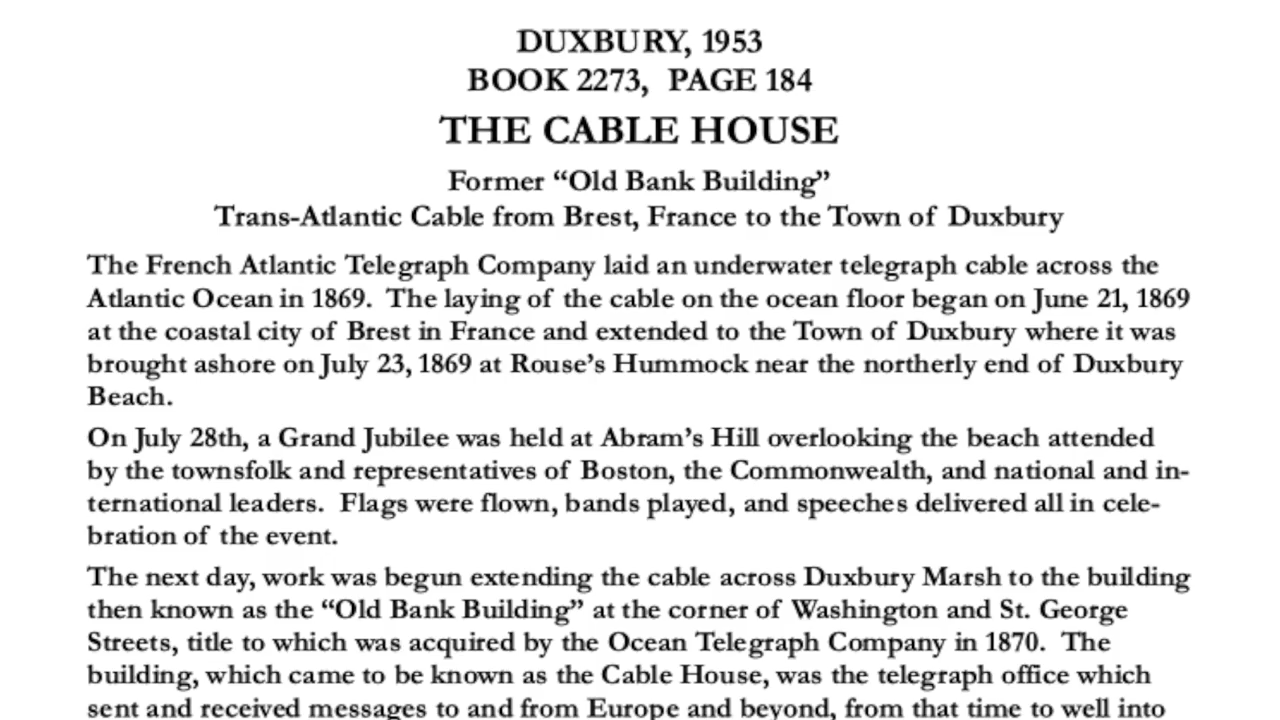 DUXBURY, 1953
BOOK 2273, PAGE 184
THE CABLE HOUSE
Former “Old Bank Building”
Trans-Atlantic Cable from Brest, France to the Town of Duxbury
The French Atlantic Telegraph Company laid an underwater telegraph cable across the
Atlantic Ocean in 1869. The laying of the cable on the ocean floor began on June 21, 1869
at the coastal city of Brest in France and extended to the Town of Duxbury where it was
brought ashore on July 23, 1869 at Rouse’s Hummock near the northerly end of Duxbury
Beach.
On July 28th, a Grand Jubilee was held at Abram’s Hill overlooking the beach attended
by the townsfolk and representatives of Boston, the Commonwealth, and national and in-
ternational leaders. Flags were flown, bands played, and speeches delivered all in cele-
bration of the event.
The next day, work was begun extending the cable across Duxbury Marsh to the building
then known as the “Old Bank Building” at the corner of Washington and St. George
Streets, title to which was acquired by the Ocean Telegraph Company in 1870. The
building, which came to be known as the Cable House, was the telegraph office which
sent and received messages to and from Europe and beyond, from that time to well into